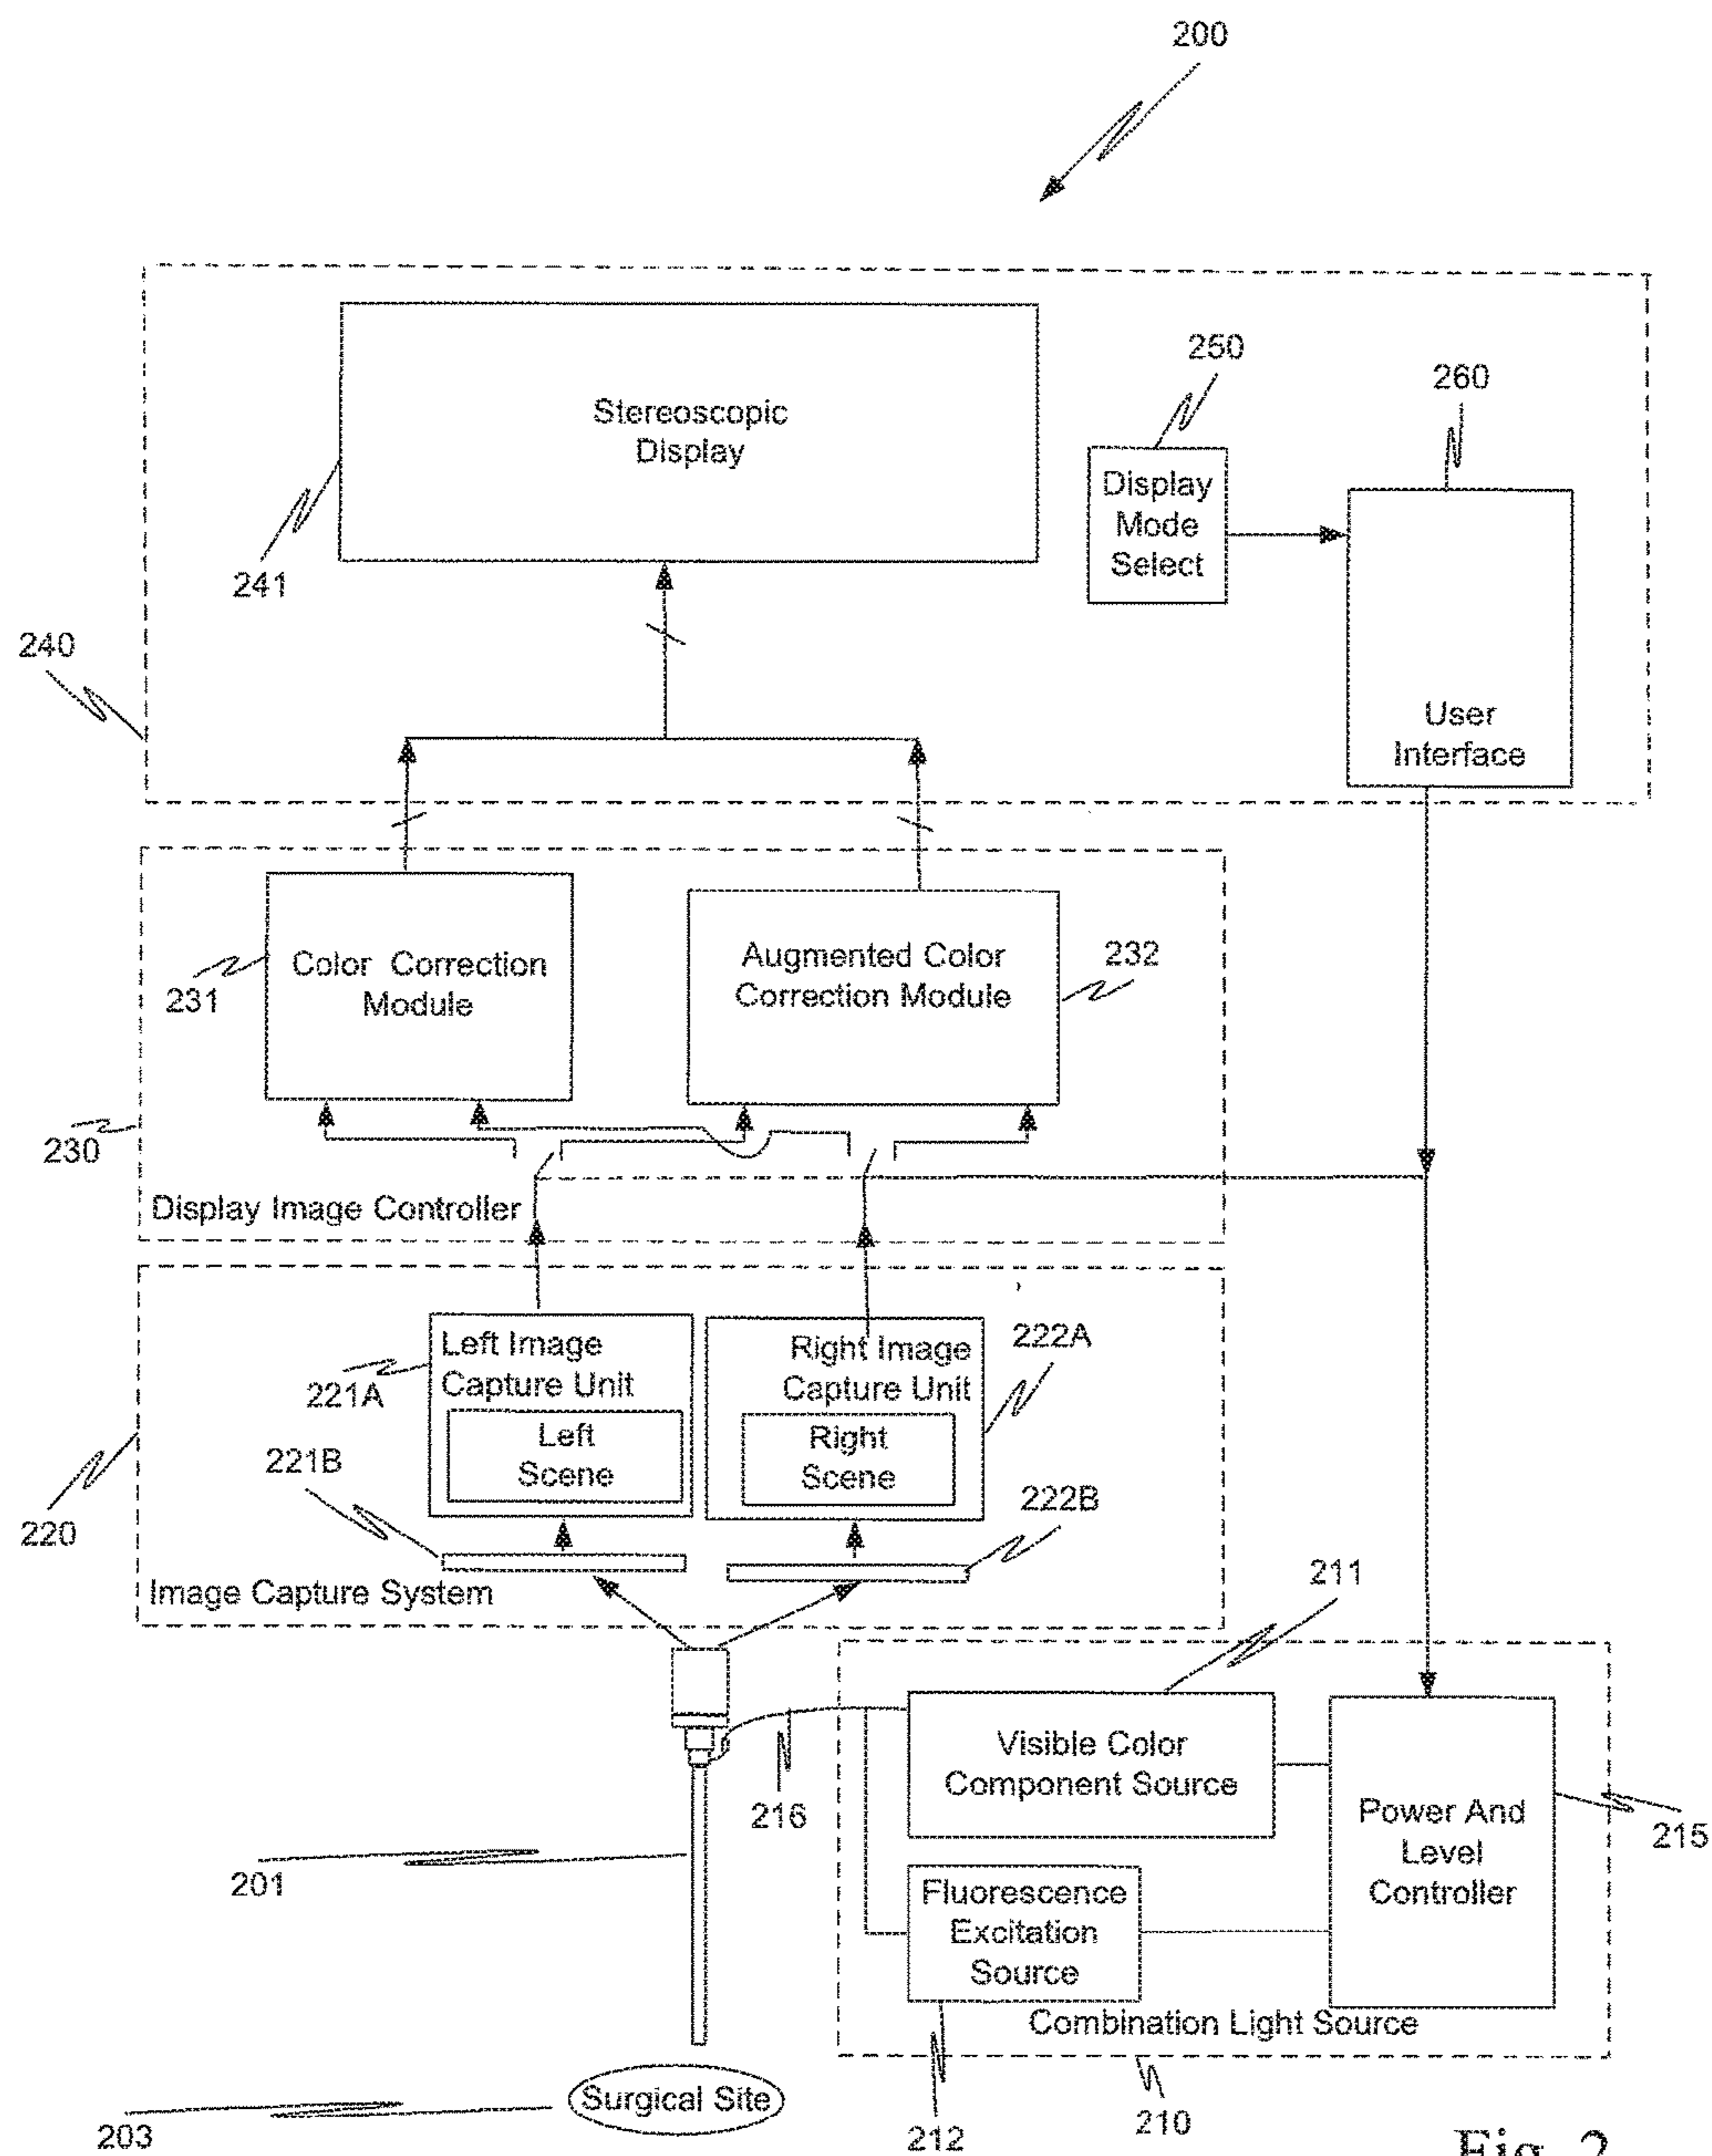 200
Stereoscopic
Display
241
240
250
Display
Mode
Select
260
User
Interface
Color Correction
Module
231
Augmented Color
Correction Module
232
230
Display Image Controller
Left Image
Capture Unit
Left
Scene
221A
Right Image
Capture Unit
Right
Scene
222A
221B
222B
220
Image Capture System
211
Visible Color
Component Source
216
Power And
Level
Controller
215
201
Fluorescence
Excitation
Source
Combination Light Source
Surgical Site
203
212
210
Fig. 2